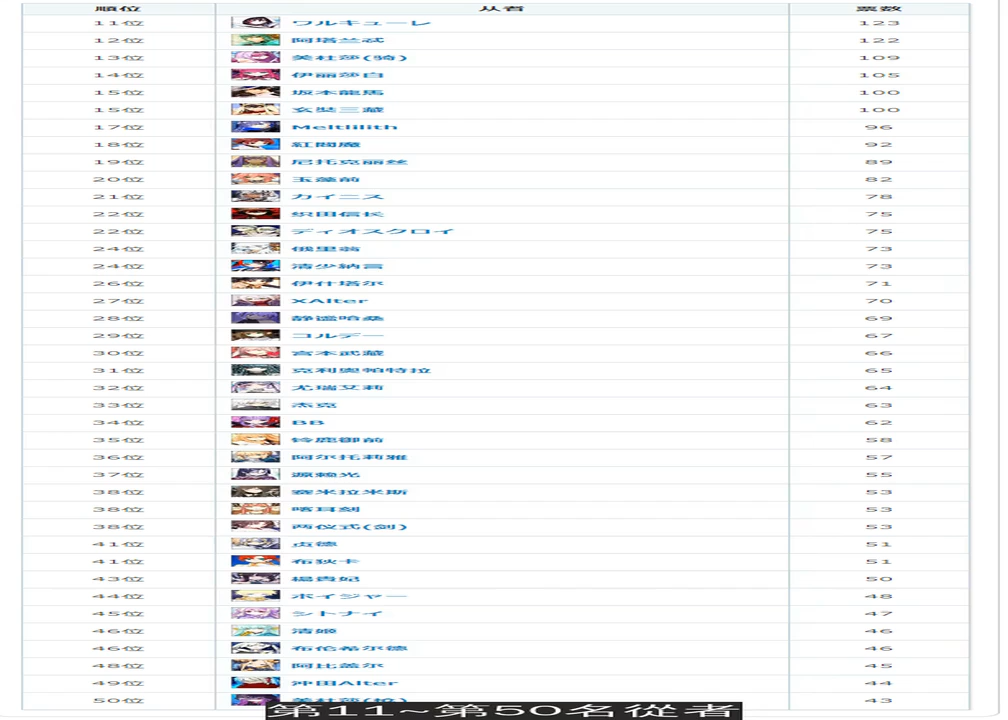 順位 从者 票数
11位 ワルキューレ 123
12位 阿塔兰忒 122
13位 美杜莎(骑) 109
14位 伊丽莎白 105
15位 坂本龍馬 100
15位 玄奘三藏 100
17位 Meltlilith 96
18位 紅閻魔 92
19位 尼托克丽丝 89
20位 玉藻前 82
21位 カイニス 78
22位 织田信长 75
22位 ディオスクロイ 75
24位 俄里翁 73
24位 清少納言 73
26位 伊什塔尔 71
27位 XAlter 70
28位 静谧哈桑 69
29位 コルデー 67
30位 宫本武藏 66
31位 克利奥帕特拉 65
32位 尤瑞艾莉 64
33位 杰克 63
34位 BB 62
35位 铃鹿御前 58
36位 阿尔托莉雅 57
37位 源赖光 55
38位 赛米拉米斯 53
38位 喀耳刻 53
38位 两仪式(剑) 53
41位 贞德 51
41位 布狄卡 51
43位 楊貴妃 50
44位 ボイジャー 48
45位 シトナイ 47
46位 清姬 46
46位 布伦希尔德 46
48位 阿比盖尔 45
49位 冲田Alter 44
50位 美杜莎(枪) 43
第11~第50名從者